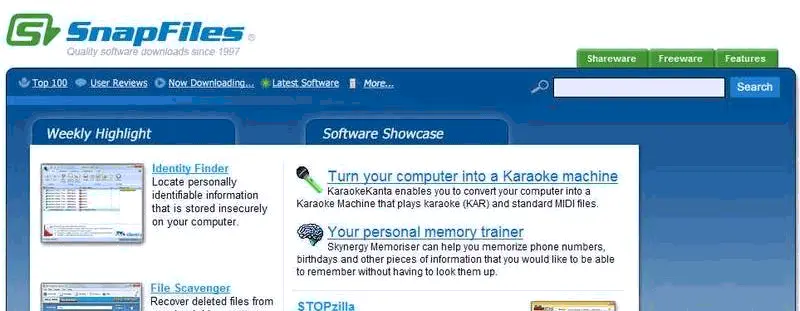 SnapFiles ®
Quality software downloads since 1997
Shareware Freeware Features
Top 100 User Reviews Now Downloading... Latest Software More... Search
Weekly Highlight
Software Showcase
Identity Finder
Locate personally
identifiable information
that is stored insecurely
on your computer.
File Scavenger
Recover deleted files from
Turn your computer into a Karaoke machine
KaraokeKanta enables you to convert your computer into a
Karaoke Machine that plays karaoke (KAR) and standard MIDI files.
Your personal memory trainer
Skynergy Memoriser can help you memorize phone numbers,
birthdays and other pieces of information that you would like to be able
to remember without having to look them up.
STOPzilla